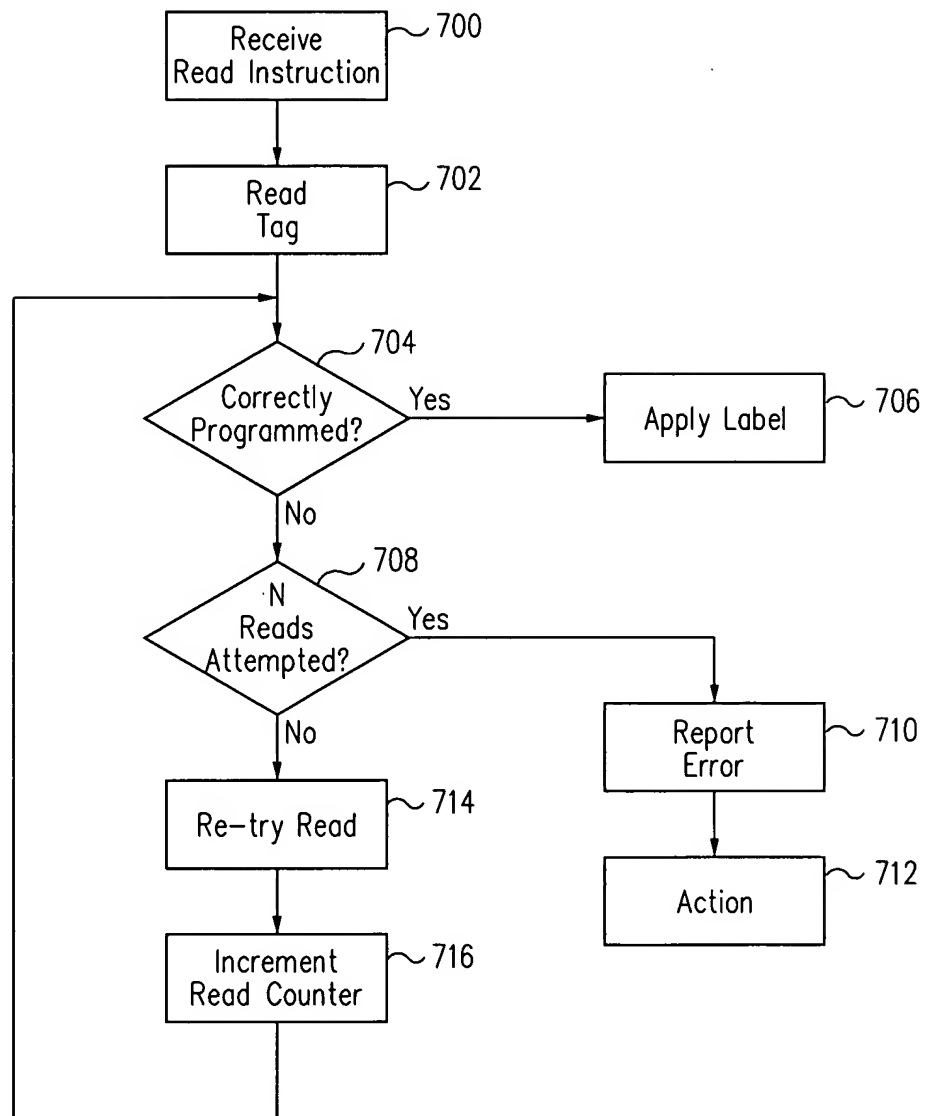 Receive
Read Instruction
700
Read
Tag
702
704
Correctly
Programmed?
Yes
Apply Label
706
No
708
N
Reads
Attempted?
Yes
Report
Error
710
No
Re-try Read
714
Action
712
Increment
Read Counter
716